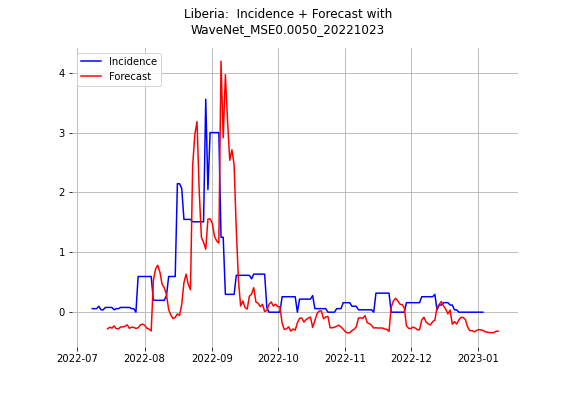 Liberia:  Incidence + Forecast with
WaveNet_MSE0.0050_20221023
Incidence
Forecast
4
3
2
1
0
2022-07 2022-08 2022-09 2022-10 2022-11 2022-12 2023-01